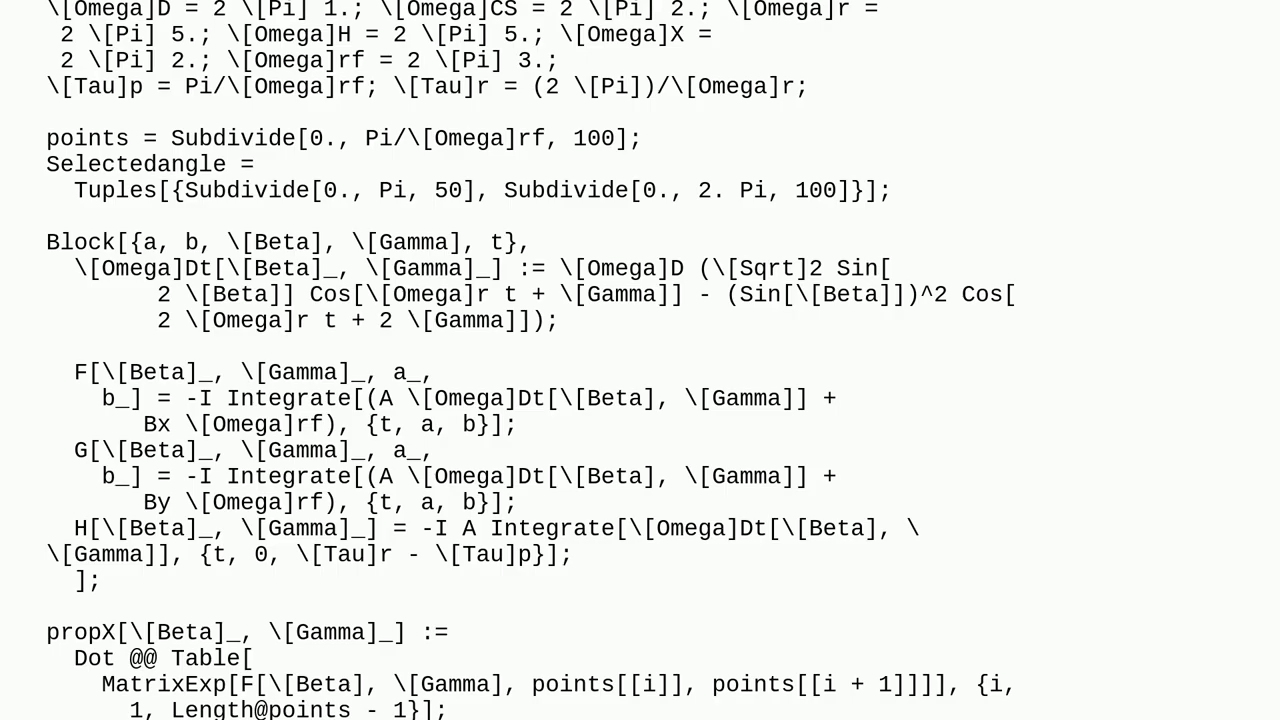 \[Omega]D = 2 \[Pi] 1.; \[Omega]CS = 2 \[Pi] 2.; \[Omega]r =
2 \[Pi] 5.; \[Omega]H = 2 \[Pi] 5.; \[Omega]X =
2 \[Pi] 2.; \[Omega]rf = 2 \[Pi] 3.;
\[Tau]p = Pi/\[Omega]rf; \[Tau]r = (2 \[Pi])/\[Omega]r;
points = Subdivide[0., Pi/\[Omega]rf, 100];
Selectedangle =
Tuples[{Subdivide[0., Pi, 50], Subdivide[0., 2. Pi, 100]}];
Block[{a, b, \[Beta], \[Gamma], t},
\[Omega]Dt[\[Beta]_, \[Gamma]_] := \[Omega]D (\[Sqrt]2 Sin[
2 \[Beta]] Cos[\[Omega]r t + \[Gamma]] - (Sin[\[Beta]])^2 Cos[
2 \[Omega]r t + 2 \[Gamma]]);
F[\[Beta]_, \[Gamma]_, a_,
b_] = -I Integrate[(A \[Omega]Dt[\[Beta], \[Gamma]] +
Bx \[Omega]rf), {t, a, b}];
G[\[Beta]_, \[Gamma]_, a_,
b_] = -I Integrate[(A \[Omega]Dt[\[Beta], \[Gamma]] +
By \[Omega]rf), {t, a, b}];
H[\[Beta]_, \[Gamma]_] = -I A Integrate[\[Omega]Dt[\[Beta], \
\[Gamma]], {t, 0, \[Tau]r - \[Tau]p}];
];
propX[\[Beta]_, \[Gamma]_] :=
Dot @@ Table[
MatrixExp[F[\[Beta], \[Gamma], points[[i]], points[[i + 1]]]], {i,
1, Length@points - 1}];